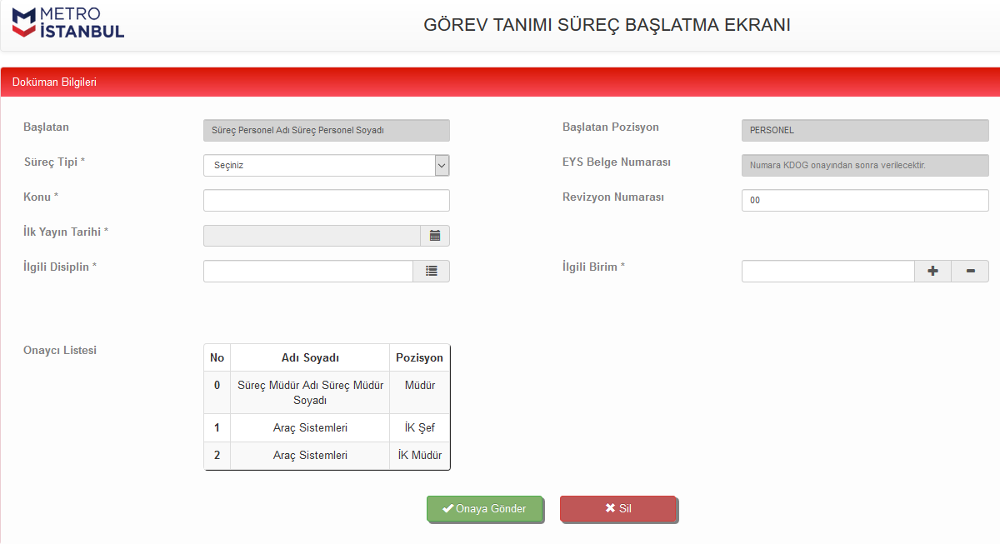 METRO
İSTANBUL
GÖREV TANIMI SÜREÇ BAŞLATMA EKRANI
Doküman Bilgileri
Başlatan
Süreç Personel Adı Süreç Personel Soyadı
Başlatan Pozisyon
PERSONEL
Süreç Tipi *
Seçiniz
EYS Belge Numarası
Numara KDOG onayından sonra verilecektir.
Konu *
Revizyon Numarası
00
İlk Yayın Tarihi *
İlgili Disiplin *
İlgili Birim *
Onaycı Listesi
No Adı Soyadı Pozisyon
0 Süreç Müdür Adı Süreç Müdür Müdür
Soyadı
1 Araç Sistemleri İK Şef
2 Araç Sistemleri İK Müdür
Onaya Gönder
Sil